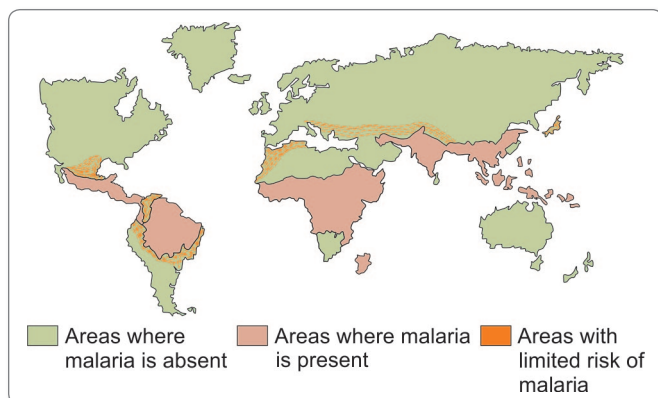 Areas where
malaria is absent
Areas where malaria
is present
Areas with
limited risk of
malaria